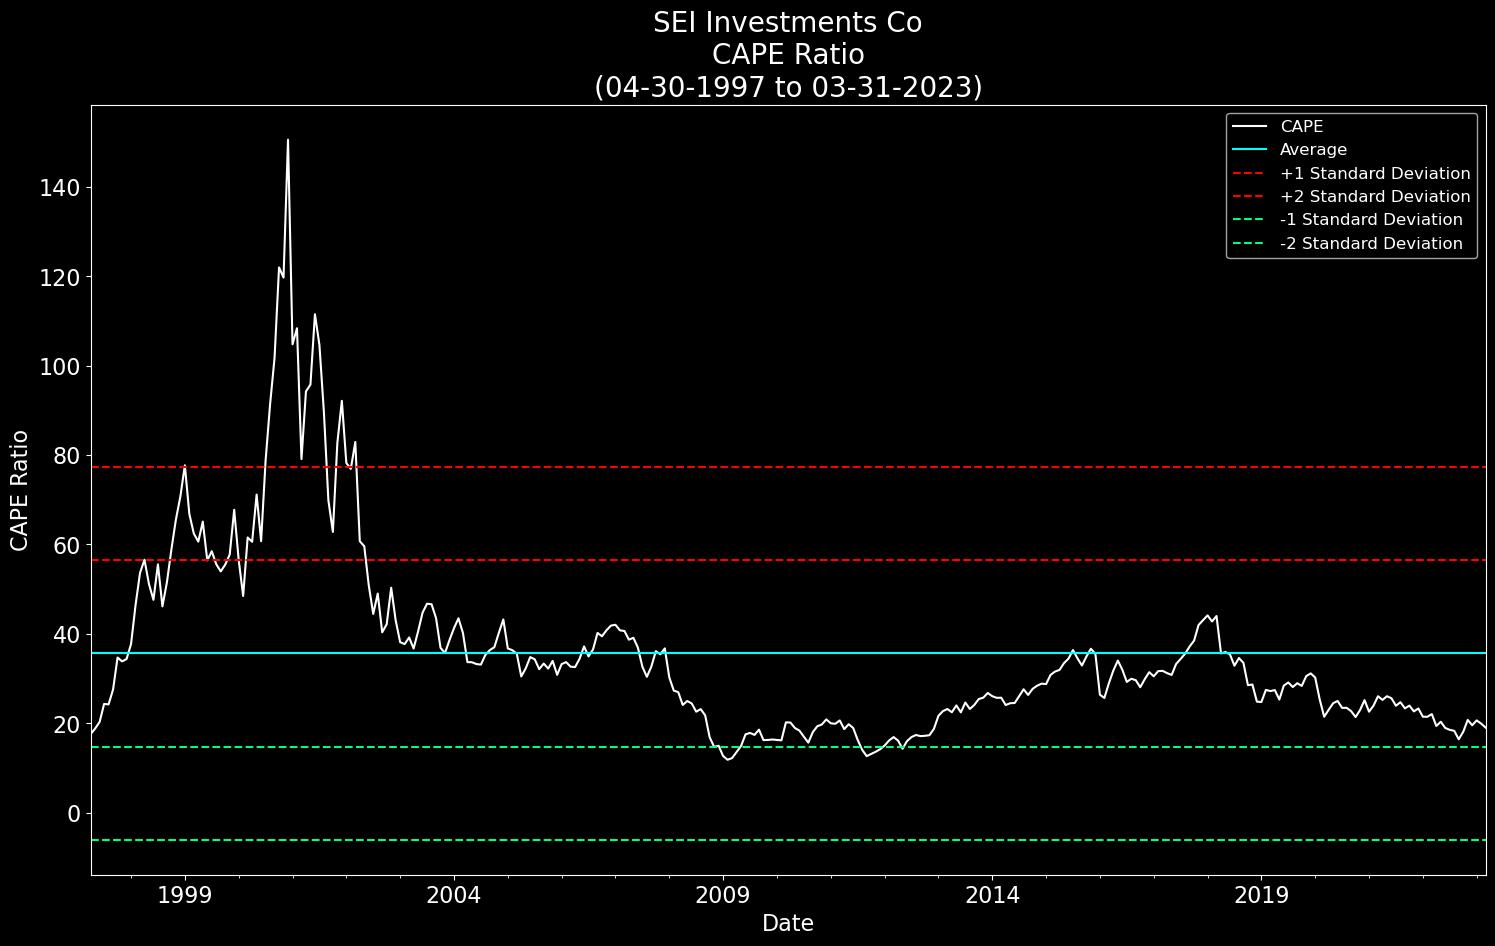 SEI Investments Co
CAPE Ratio
(04-30-1997 to 03-31-2023)
CAPE
Average
+1 Standard Deviation
+2 Standard Deviation
-1 Standard Deviation
-2 Standard Deviation
140
120
100
80
60
40
20
0
CAPE Ratio
1999
2004
2009
2014
2019
Date